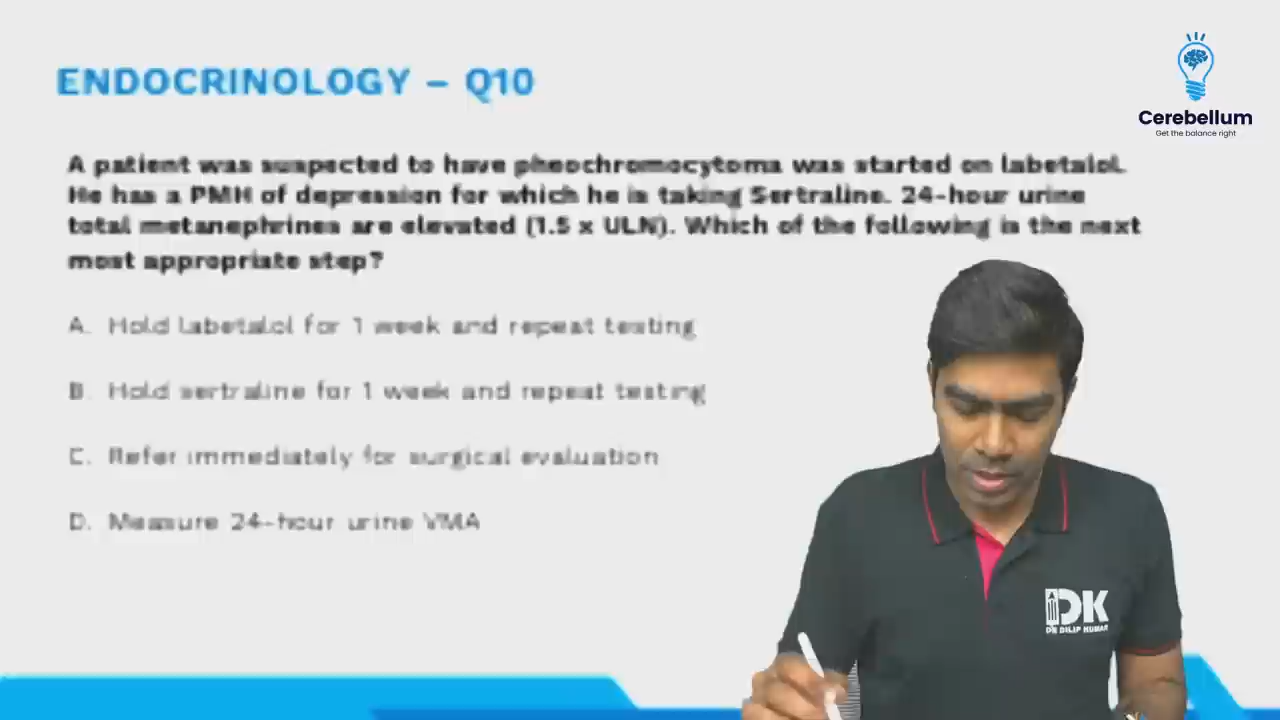 ENDOCRINOLOGY – Q10
Cerebellum
Get the balance right
A patient was suspected to have pheochromocytoma was started on labetalol.
He has a PMH of depression for which he is taking Sertraline. 24-hour urine
total metanephrines are elevated (1.5 x ULN). Which of the following is the next
most appropriate step?
A. Hold labetalol for 1 week and repeat testing
B. Hold sertraline for 1 week and repeat testing
C. Refer immediately for surgical evaluation
D. Measure 24-hour urine VMA
DK
DR DILIP KUMAR